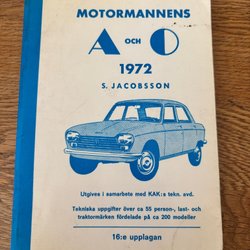 MOTORMANNENS
A OCH O
1972
S. JACOBSSON
Utgives i samarbete med KAK:s tekn. avd.
Tekniska uppgifter över ca 55 person-, last- och
traktormärken fördelade på ca 200 modeller
16:e upplagan